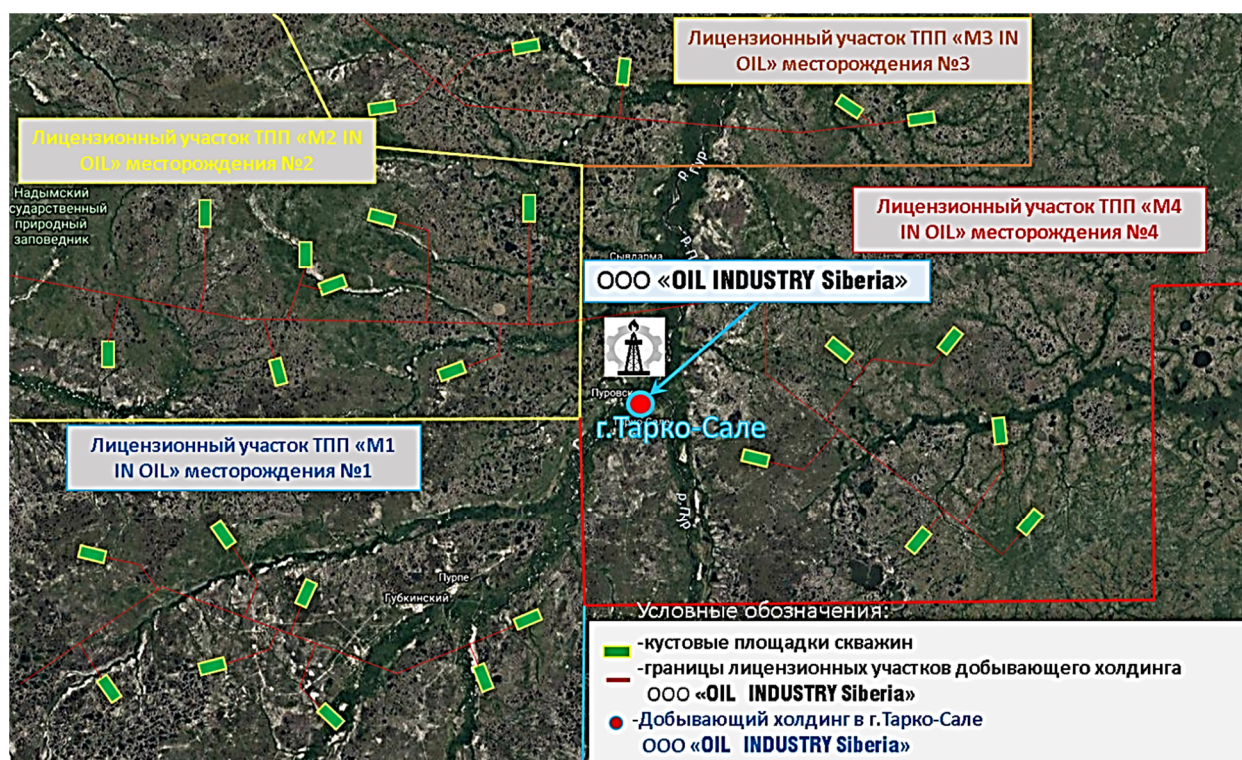 Лицензионный участок ТПП «М3 IN
OIL» месторождения №3
Лицензионный участок ТПП «М2 IN
OIL» месторождения №2
р. Пур
Надымский
сударственный
природный
заповедник
Лицензионный участок ТПП «М4
IN OIL» месторождения №4
р.П
Сывдарма
ООО «OIL INDUSTRY Siberia»
Пуровск
г.Тарко-Сале
Лицензионный участок ТПП «М1
IN OIL» месторождения №1
р.Пур
Пурпе
Губкинский
Условные обозначения:
-кустовые площадки скважин
-границы лицензионных участков добывающего холдинга
ООО «OIL INDUSTRY Siberia»
-Добывающий холдинг в г.Тарко-Сале
ООО «OIL INDUSTRY Siberia»